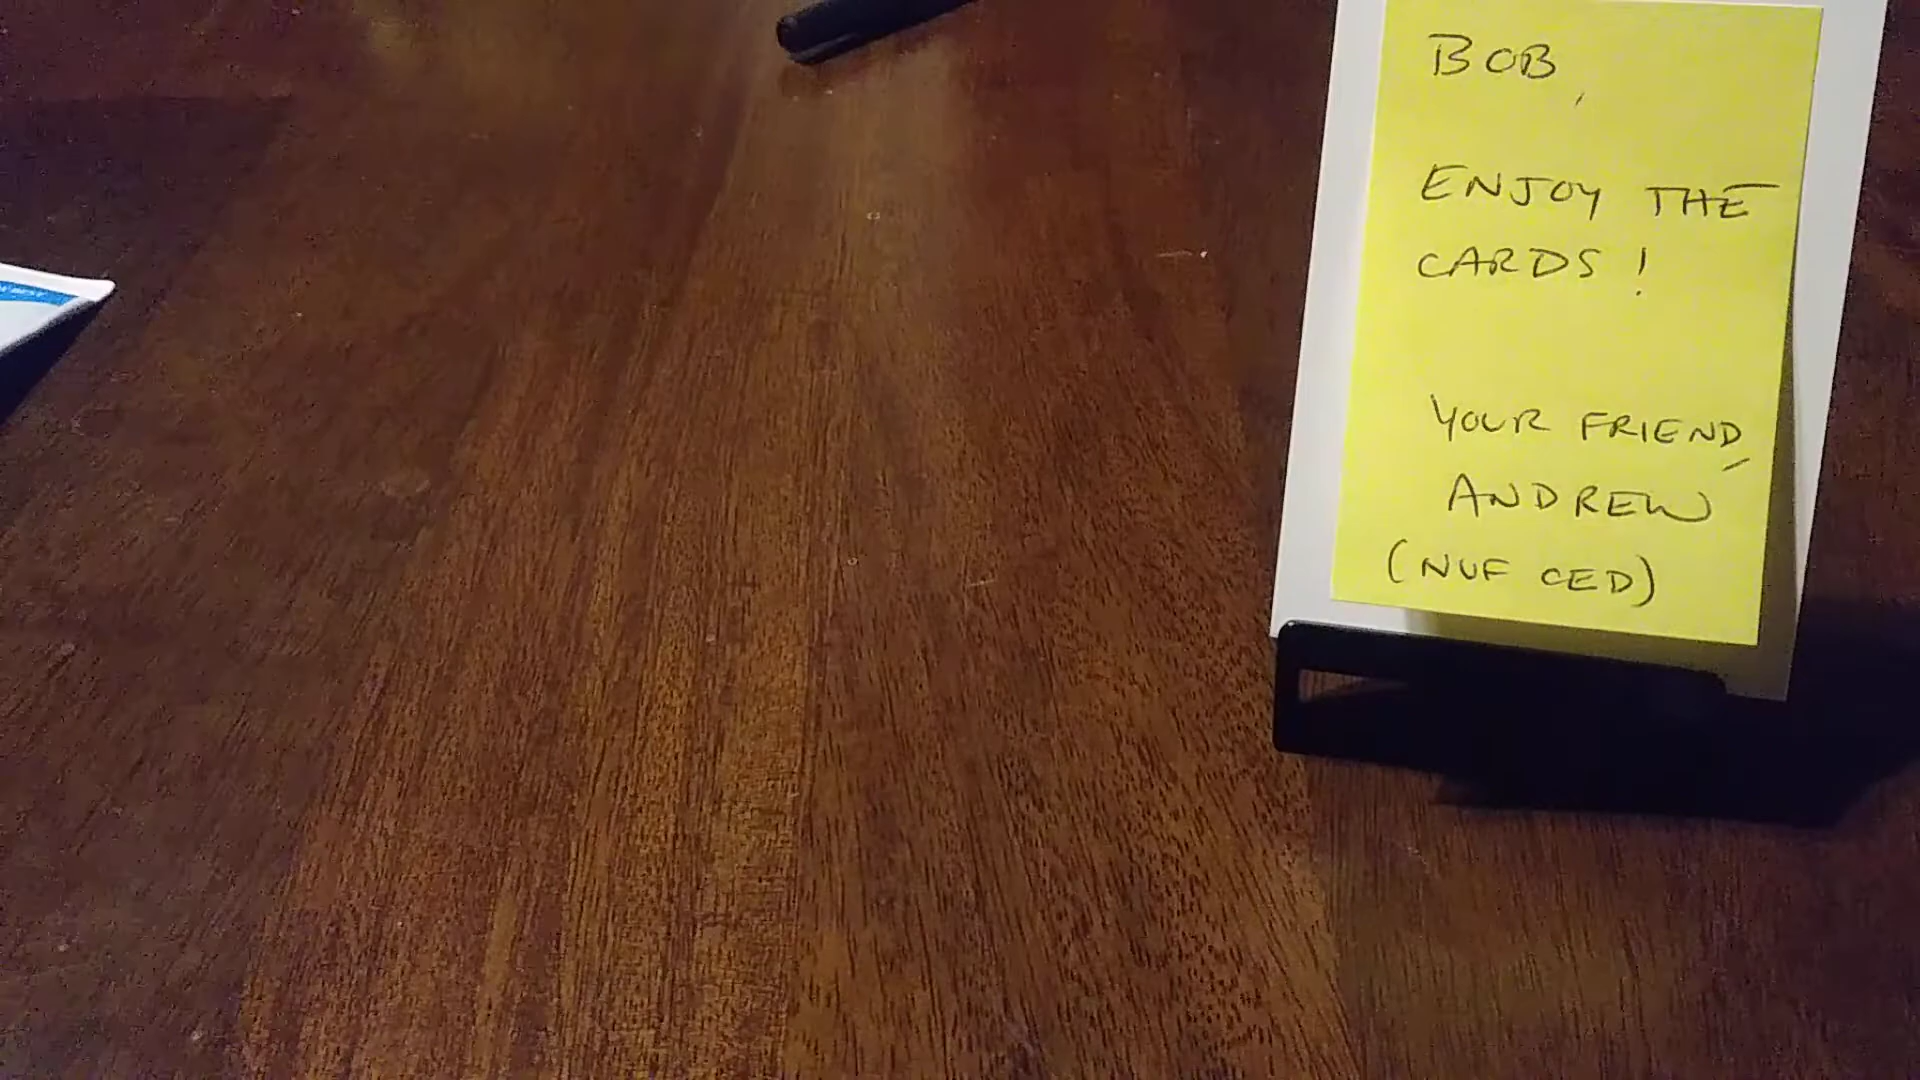 BOB,
ENJOY THE
CARDS!
YOUR FRIEND,
ANDREW
(NUF CED)